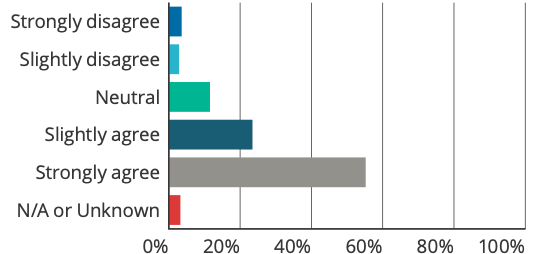 Strongly disagree
Slightly disagree
Neutral
Slightly agree
Strongly agree
N/A or Unknown
0% 20% 40% 60% 80% 100%